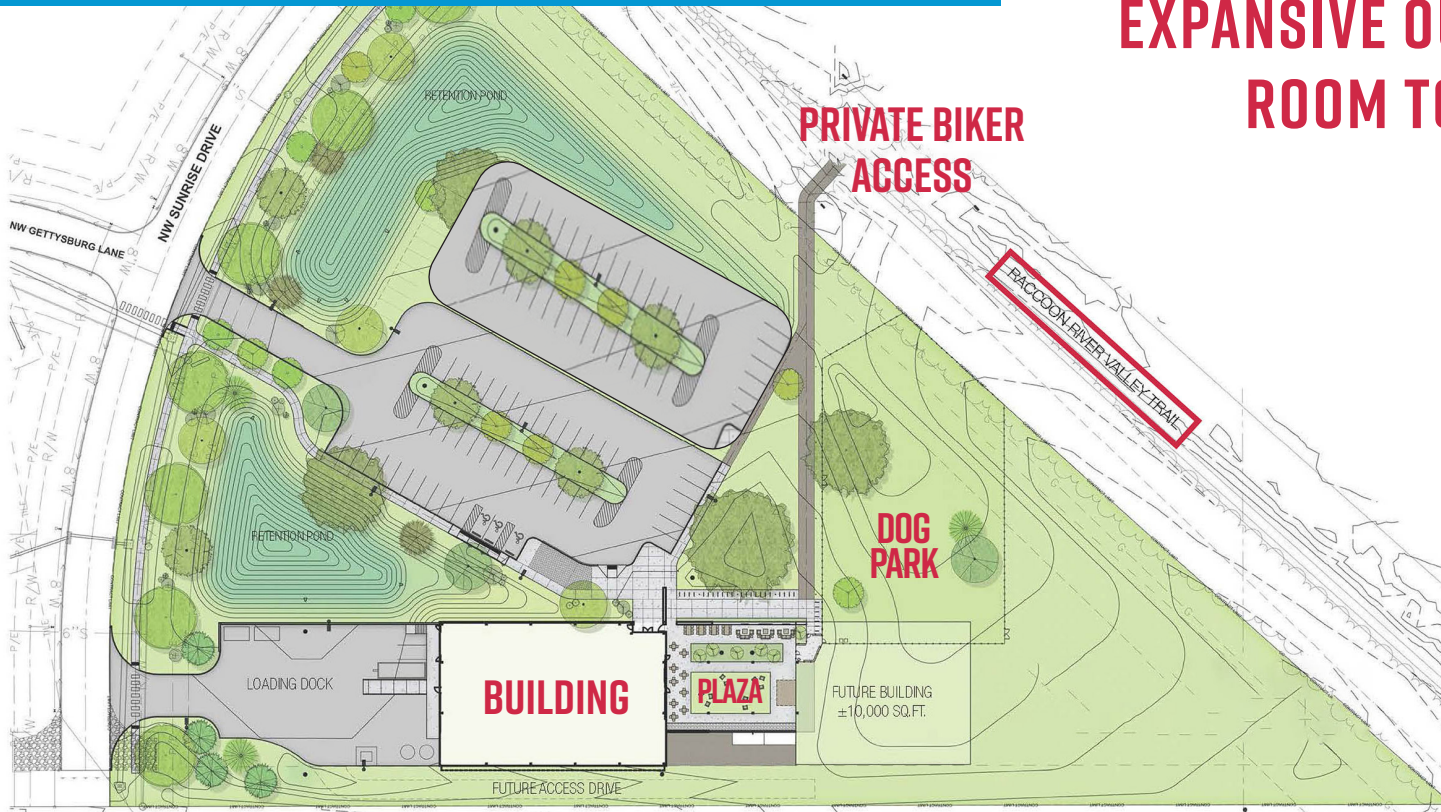 EXPANSIVE
ROOM TO
RETENTION POND
PRIVATE BIKER
ACCESS
NW SUNRISE DRIVE
NW GETTYSBURG LANE
RACCOON RIVER VALLEY TRAIL
DOG
PARK
RETENTION POND
LOADING DOCK
BUILDING
PLAZA
FUTURE BUILDING
±10,000 SQ.FT.
FUTURE ACCESS DRIVE